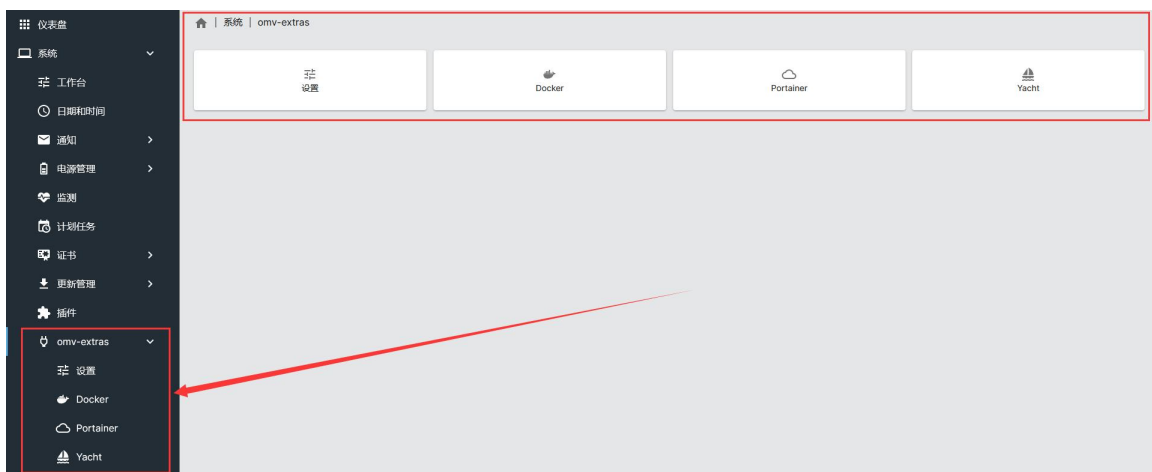 仪表盘
系统
工作台
日期和时间
通知
电源管理
监测
计划任务
证书
更新管理
插件
omv-extras
设置
Docker
Portainer
Yacht
| 系统 | omv-extras
设置
Docker
Portainer
Yacht